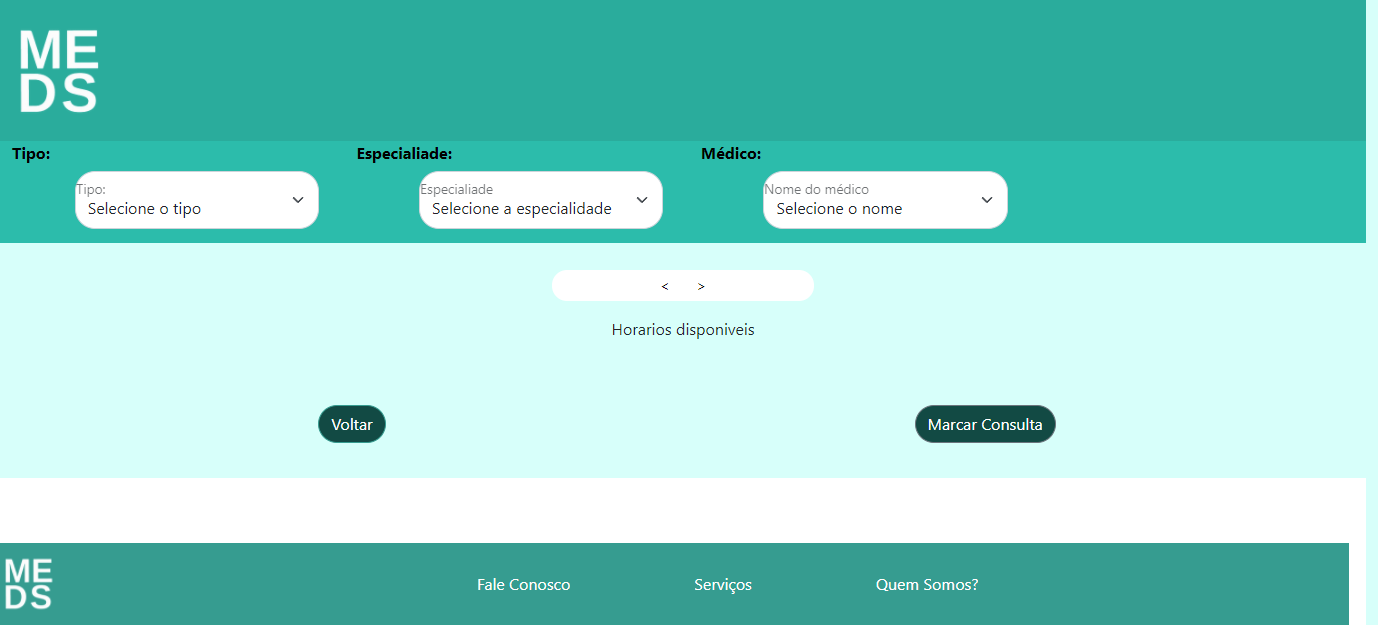 ME
DS
Tipo: Especialiade: Médico:
Tipo: Especialiade Nome do médico
Selecione o tipo Selecione a especialidade Selecione o nome
< >
Horarios disponiveis
Voltar Marcar Consulta
ME
DS
Fale Conosco Serviços Quem Somos?